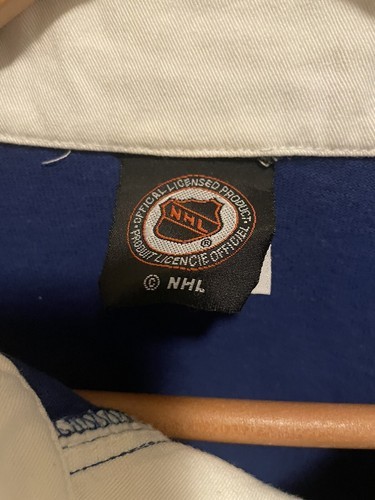 OFFICIAL LICENSED PRODUCT
NHL
®
PRODUIT LICENCIE OFFICIEL
© NHL